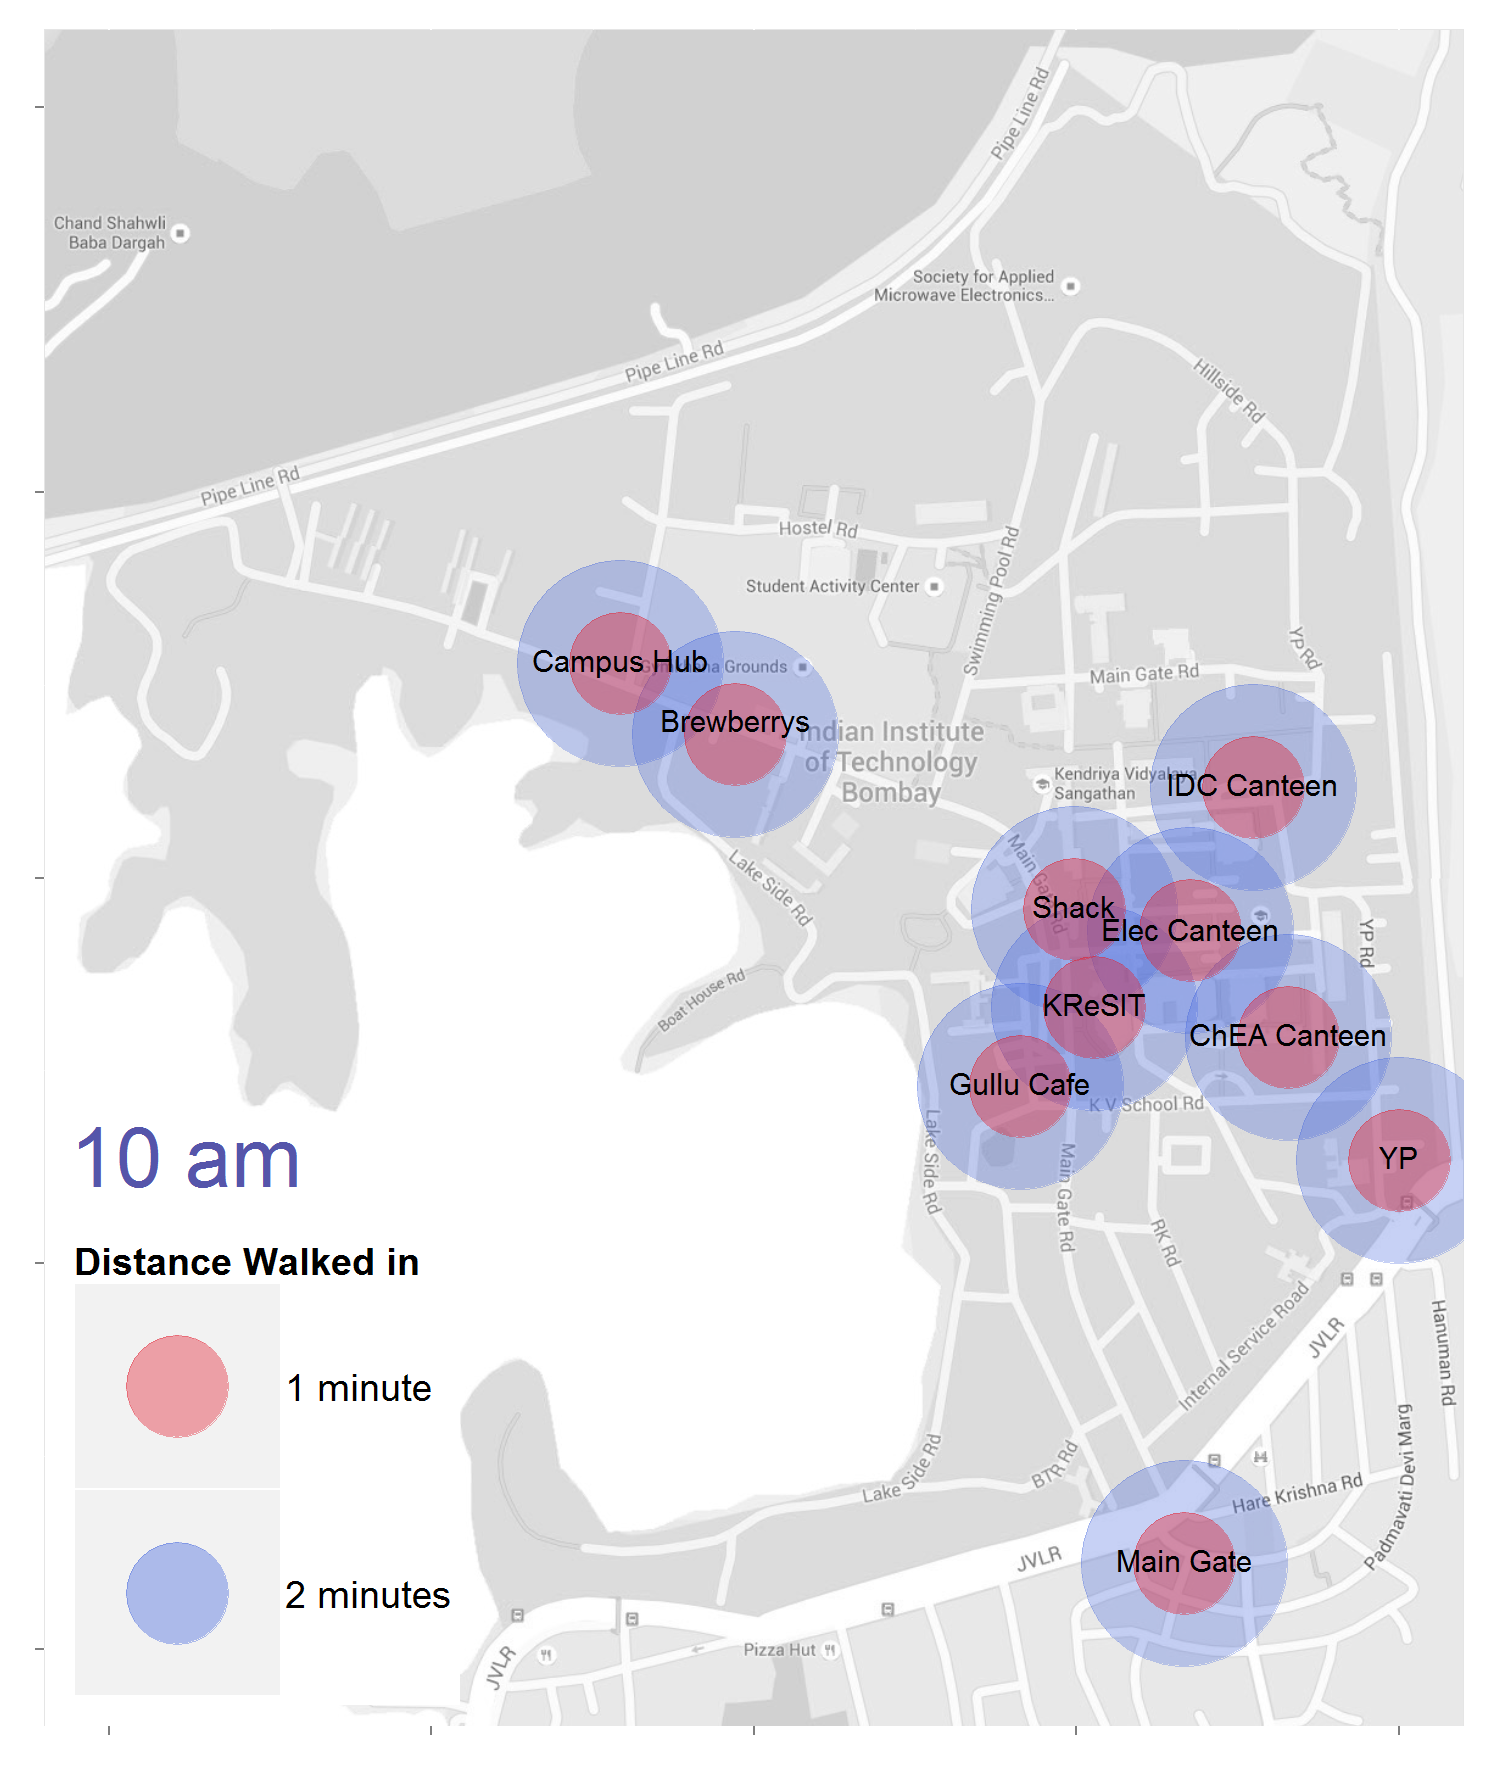 Pipe Line Rd
Chand Shahwli
Baba Dargah
Society for Applied
Microwave Electronics...
Pipe Line Rd
Hillside Rd
Pipe Line Rd
Hostel Rd
Swimming Pool Rd
Student Activity Center
YP Rd
Campus Hub
Grounds
Main Gate Rd
Brewberrys
Indian Institute
of Technology
Bombay
Kendriya Vidyalaya
Sangathan
IDC Canteen
Lake Side Rd
Main Gate Rd
Shack
Elec Canteen
YP Rd
Boat House Rd
KReSIT
ChEA Canteen
Gullu Cafe
K V School Rd
Lake Side Rd
Main Gate Rd
YP
10 am
RK Rd
Distance Walked in
1 minute
2 minutes
Internal Service Road
JVLR
Hanuman Rd
Padmavati Devi Marg
Lake Side Rd
BTR Rd
Hare Krishna Rd
JVLR
Main Gate
JVLR
Pizza Hut